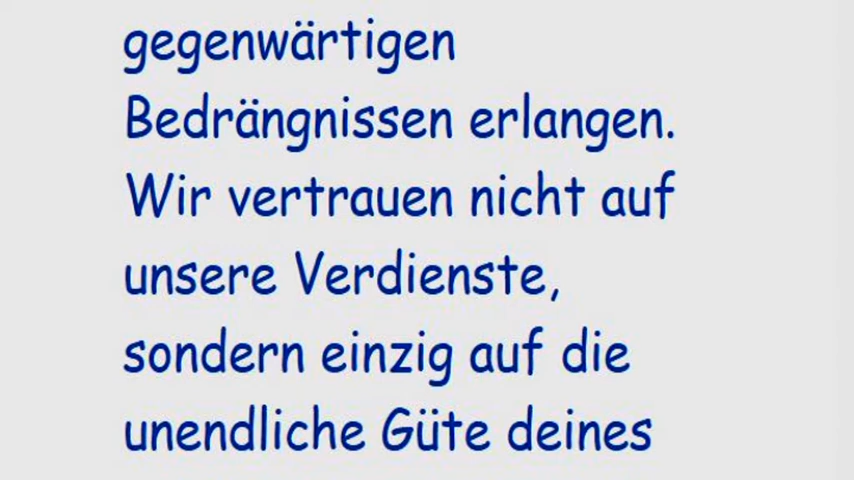 gegenwärtigen
Bedrängnissen erlangen.
Wir vertrauen nicht auf
unsere Verdienste,
sondern einzig auf die
unendliche Güte deines